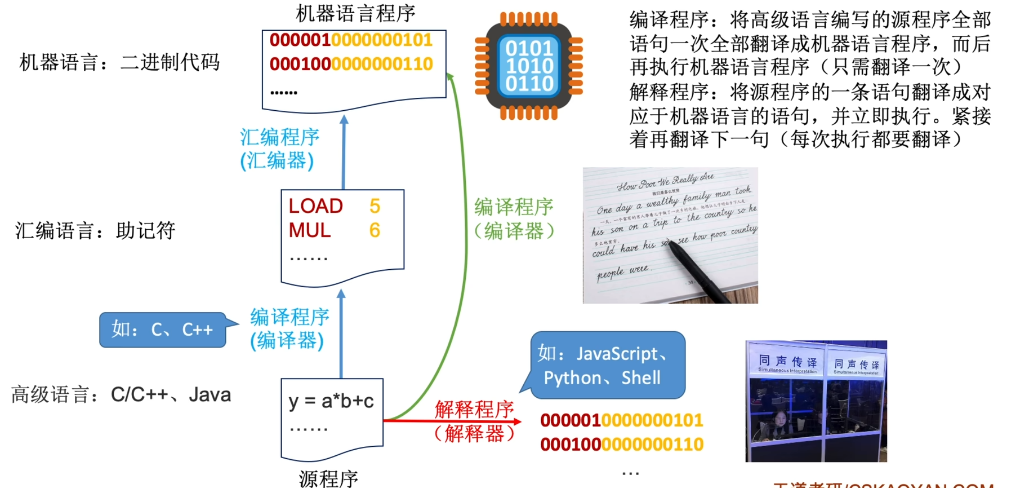 机器语言程序
机器语言：二进制代码
0000010000000101
0001000000000110
......
0101
1010
0110
编译程序：将高级语言编写的源程序全部
语句一次全部翻译成机器语言程序，而后
再执行机器语言程序（只需翻译一次）
解释程序：将源程序的一条语句翻译成对
应于机器语言的语句，并立即执行。紧接
着再翻译下一句（每次执行都要翻译）
汇编程序
(汇编器)
汇编语言：助记符
LOAD 5
MUL 6
……
编译程序
（编译器）
How Poor We Really Are
One day a wealthy family man took
his son on a trip to the country so he
could have his son see how poor country
people were
如：C、C++
编译程序
(编译器)
高级语言：C/C++、Java
y = a*b+c
……
源程序
解释程序
（解释器）
如：JavaScript、
Python、Shell
0000010000000101
0001000000000110
…
同声传译
Simultaneous Interpretation
同声传译
Simultaneous Interpretation
王道考研/CSKAOYAN.COM